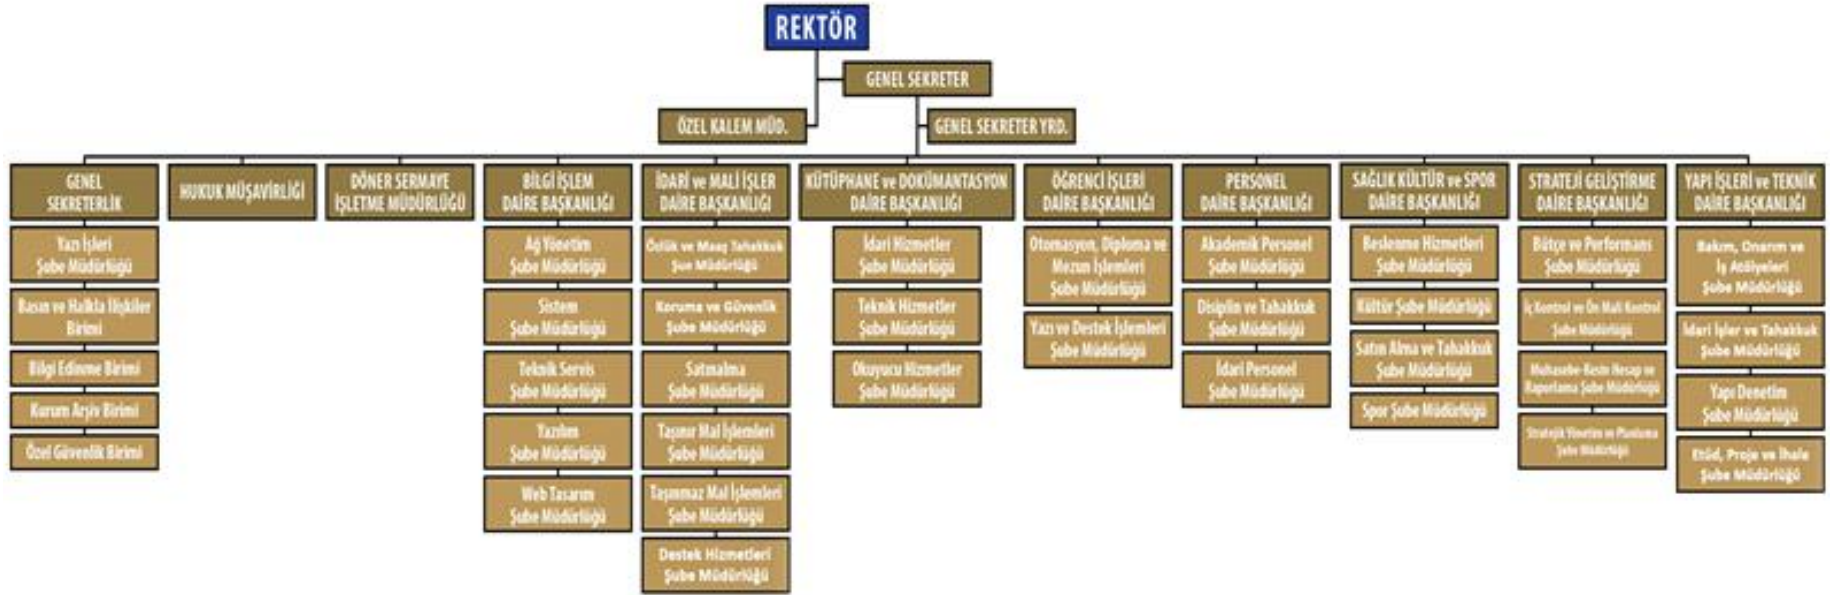 REKTÖR
GENEL SEKRETER
ÖZEL KALEM MÜD.
GENEL SEKRETER YRD.
GENEL
SEKRETERLİK
Yazı İşleri
Şube Müdürlüğü
Basın ve Halkla İlişkiler
Birimi
Bilgi Edinme Birimi
Kurum Arşiv Birimi
Özel Güvenlik Birimi
HUKUK MÜŞAVİRLİĞİ
DÖNER SERMAYE
İŞLETME MÜDÜRLÜĞÜ
BİLGİ İŞLEM
DAİRE BAŞKANLIĞI
Ağ Yönetim
Şube Müdürlüğü
Sistem
Şube Müdürlüğü
Teknik Servis
Şube Müdürlüğü
Yazılım
Şube Müdürlüğü
Web Tasarım
Şube Müdürlüğü
İDARİ ve MALİ İŞLER
DAİRE BAŞKANLIĞI
Özlük ve Maaş Tahakkuk
Şue Müdürlüğü
Koruma ve Güvenlik
Şube Müdürlüğü
Satınalma
Şube Müdürlüğü
Taşınır Mal İşlemleri
Şube Müdürlüğü
Taşınmaz Mal İşlemleri
Şube Müdürlüğü
Destek Hizmetleri
Şube Müdürlüğü
KÜTÜPHANE ve DOKÜMANTASYON
DAİRE BAŞKANLIĞI
İdari Hizmetler
Şube Müdürlüğü
Teknik Hizmetler
Şube Müdürlüğü
Okuyucu Hizmetler
Şube Müdürlüğü
ÖĞRENCİ İŞLERİ
DAİRE BAŞKANLIĞI
Otomasyon, Diploma ve
Mezun İşlemleri
Şube Müdürlüğü
Yazı ve Destek İşlemleri
Şube Müdürlüğü
PERSONEL
DAİRE BAŞKANLIĞI
Akademik Personel
Şube Müdürlüğü
Disiplin ve Tahakkuk
Şube Müdürlüğü
İdari Personel
Şube Müdürlüğü
SAĞLIK KÜLTÜR ve SPOR
DAİRE BAŞKANLIĞI
Beslenme Hizmetleri
Şube Müdürlüğü
Kültür Şube Müdürlüğü
Satın Alma ve Tahakkuk
Şube Müdürlüğü
Spor Şube Müdürlüğü
STRATEJİ GELİŞTİRME
DAİRE BAŞKANLIĞI
Bütçe ve Performans
Şube Müdürlüğü
İç Kontrol ve Ön Mali Kontrol
Şube Müdürlüğü
Muhasebe-Kesin Hesap ve
Raporlama Şube Müdürlüğü
Stratejik Yönetim ve Planlama
Şube Müdürlüğü
YAPI İŞLERİ ve TEKNİK
DAİRE BAŞKANLIĞI
Bakım, Onarım ve
İş Atölyeleri
Şube Müdürlüğü
İdari İşler ve Tahakkuk
Şube Müdürlüğü
Yapı Denetim
Şube Müdürlüğü
Etüd, Proje ve İhale
Şube Müdürlüğü